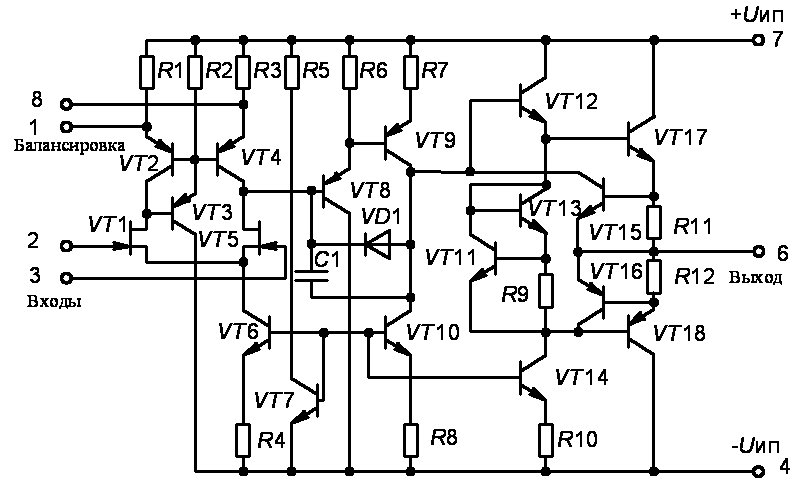 +Uип
7
R1 R2 R3 R5 R6 R7
8
1
Балансировка
VT12
VT17
VT2
VT4
VT9
VT8
VT3
VT1
VT5
VD1
VT13
VT15
R11
2
3
Входы
C1
VT11
VT16
R12
6
Выход
R9
VT6
VT10
VT18
VT7
VT14
R4
R8
R10
-Uип
4